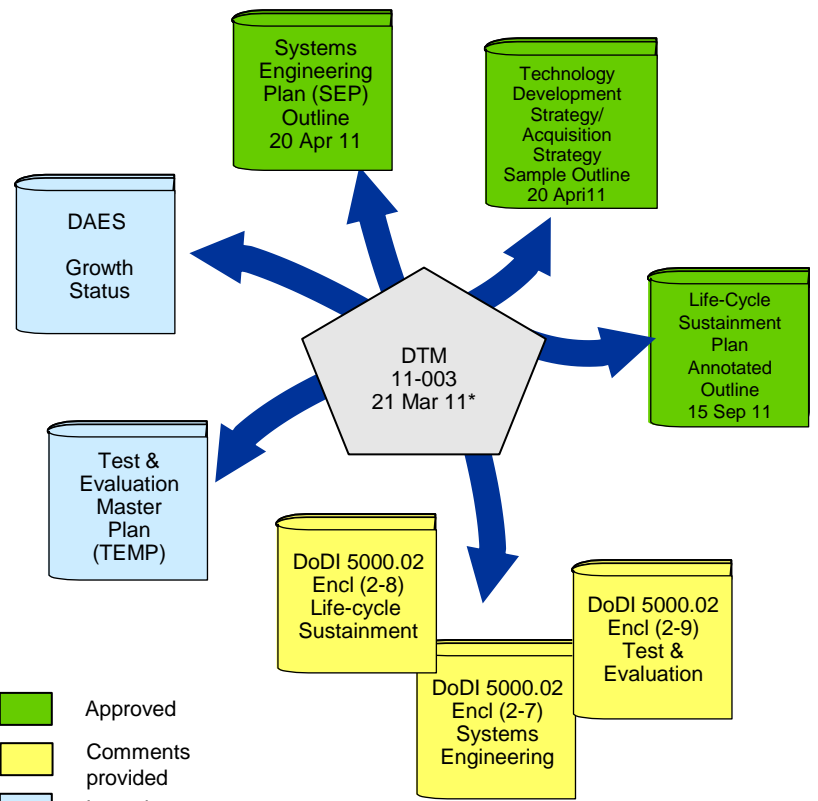 Systems
Engineering
Plan (SEP)
Outline
20 Apr 11
Technology
Development
Strategy/
Acquisition
Strategy
Sample Outline
20 Apri11
DAES
Growth
Status
Life-Cycle
Sustainment
Plan
Annotated
Outline
15 Sep 11
DTM
11-003
21 Mar 11*
Test &
Evaluation
Master
Plan
(TEMP)
DoDI 5000.02
Encl (2-8)
Life-cycle
Sustainment
DoDI 5000.02
Encl (2-9)
Test &
Evaluation
DoDI 5000.02
Encl (2-7)
Systems
Engineering
Approved
Comments
provided